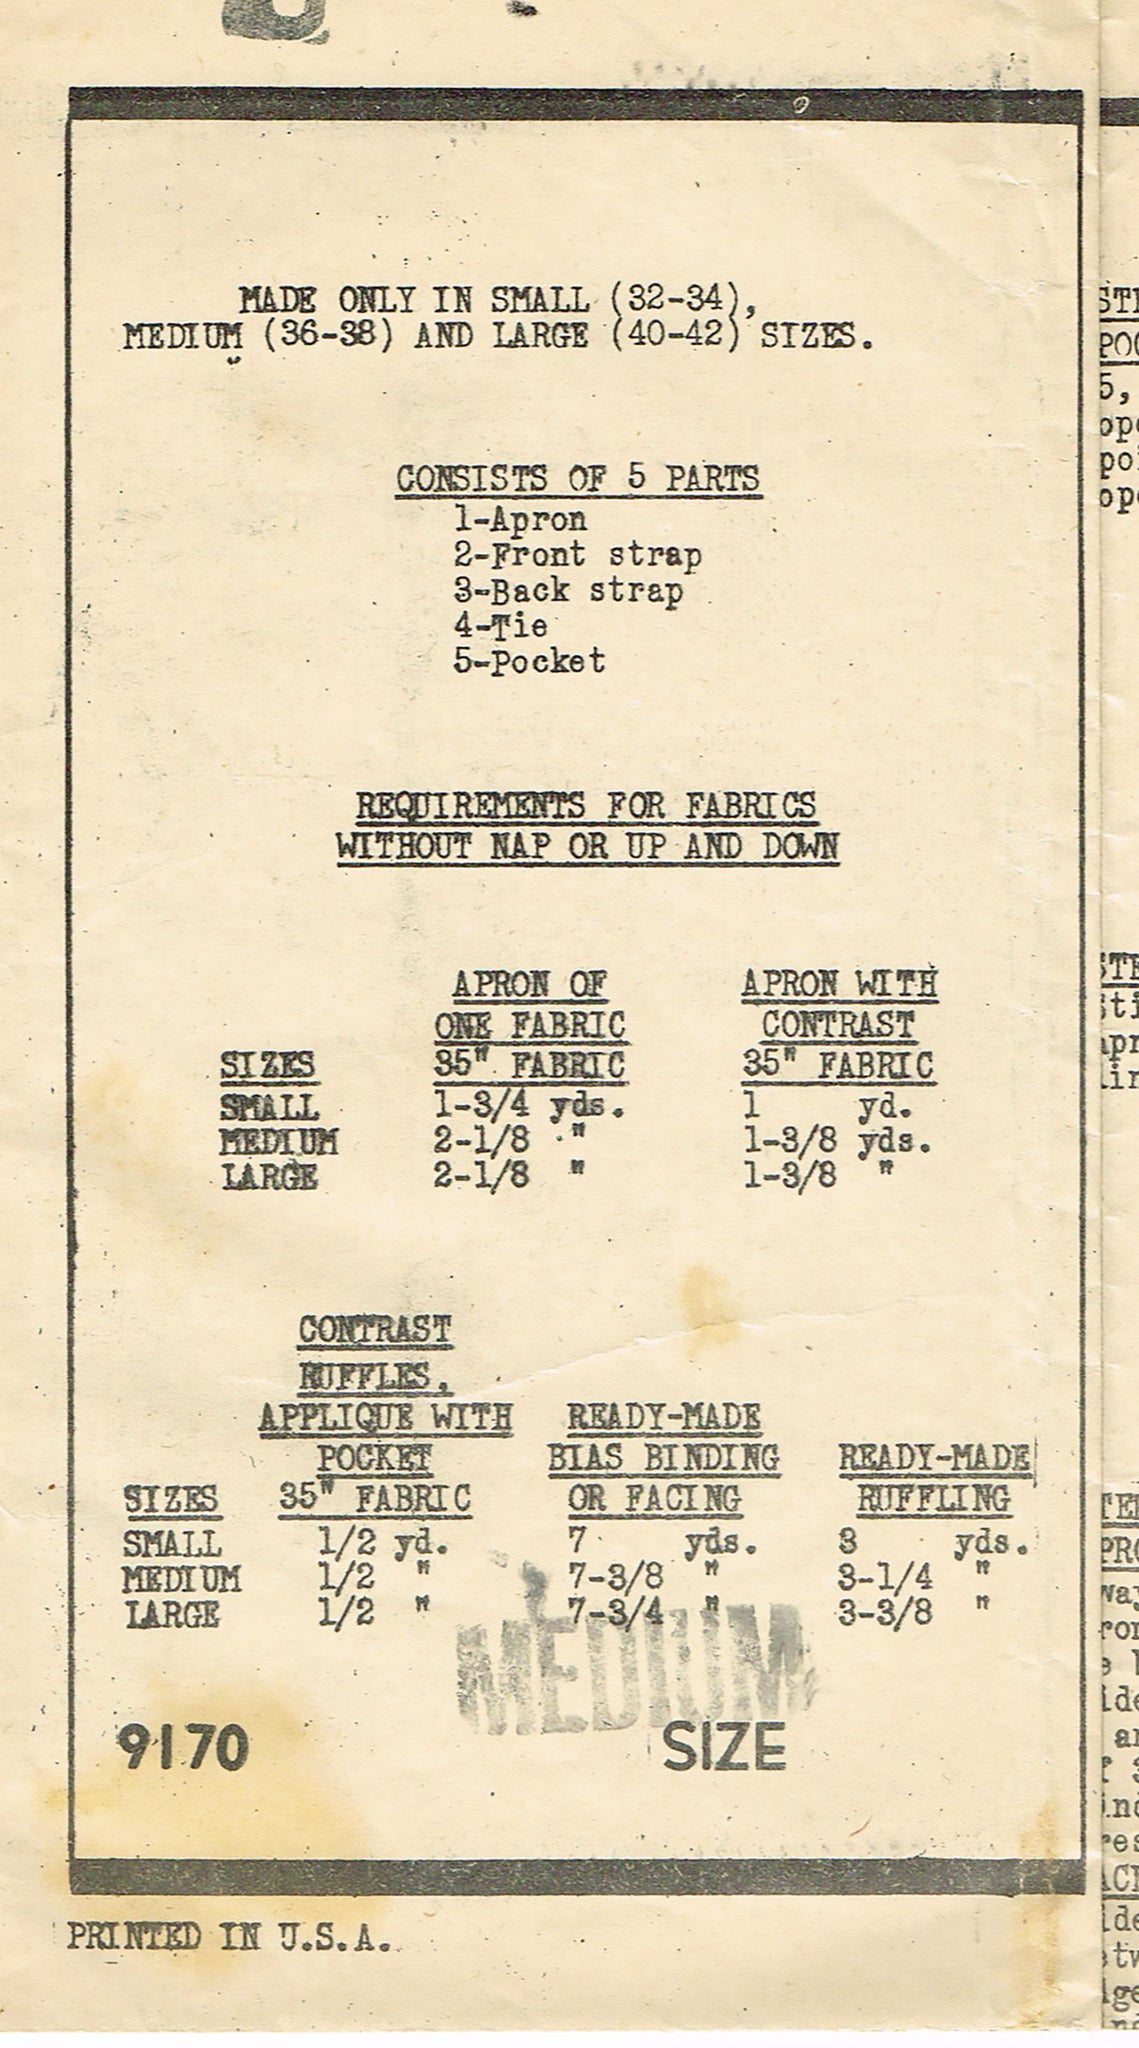 MADE ONLY IN SMALL (32-34),
MEDIUM (36-38) AND LARGE (40-42) SIZES.
CONSISTS OF 5 PARTS
1-Apron
2-Front strap
3-Back strap
4-Tie
5-Pocket
REQUIREMENTS FOR FABRICS
WITHOUT NAP OR UP AND DOWN
APRON OF APRON WITH
ONE FABRIC CONTRAST
SIZES 35" FABRIC 35" FABRIC
SMALL 1-3/4 yds. 1 yd.
MEDIUM 2-1/8 " 1-3/8 yds.
LARGE 2-1/8 " 1-3/8 "
CONTRAST
RUFFLES,
APPLIQUE WITH READY-MADE
POCKET BIAS BINDING READY-MADE
SIZES 35" FABRIC OR FACING RUFFLING
SMALL 1/2 yd. 7 yds. 3 yds.
MEDIUM 1/2 " 7-3/8 " 3-1/4 "
LARGE 1/2 " 7-3/4 " 3-3/8 "
MEDIUM
9170 SIZE
PRINTED IN U.S.A.